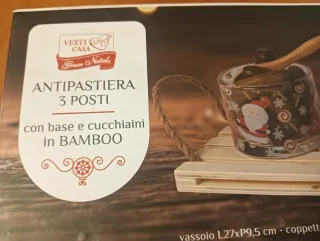 VESTI
CASA
Gran Natale
ANTIPASTIERA
3 POSTI
con base e cucchiaini
in BAMBOO
vassoio L27xP9,5 cm - coppett